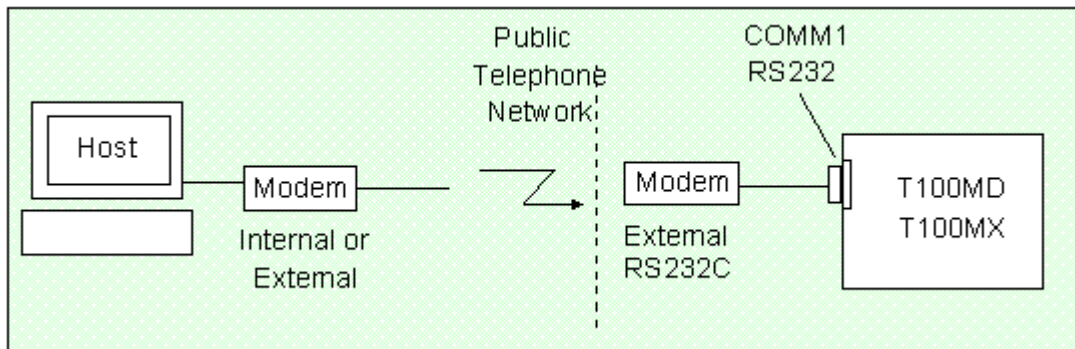 Public
Telephone
Network
COMM1
RS232
Host
Modem
Internal or
External
Modem
External
RS232C
T100MD
T100MX